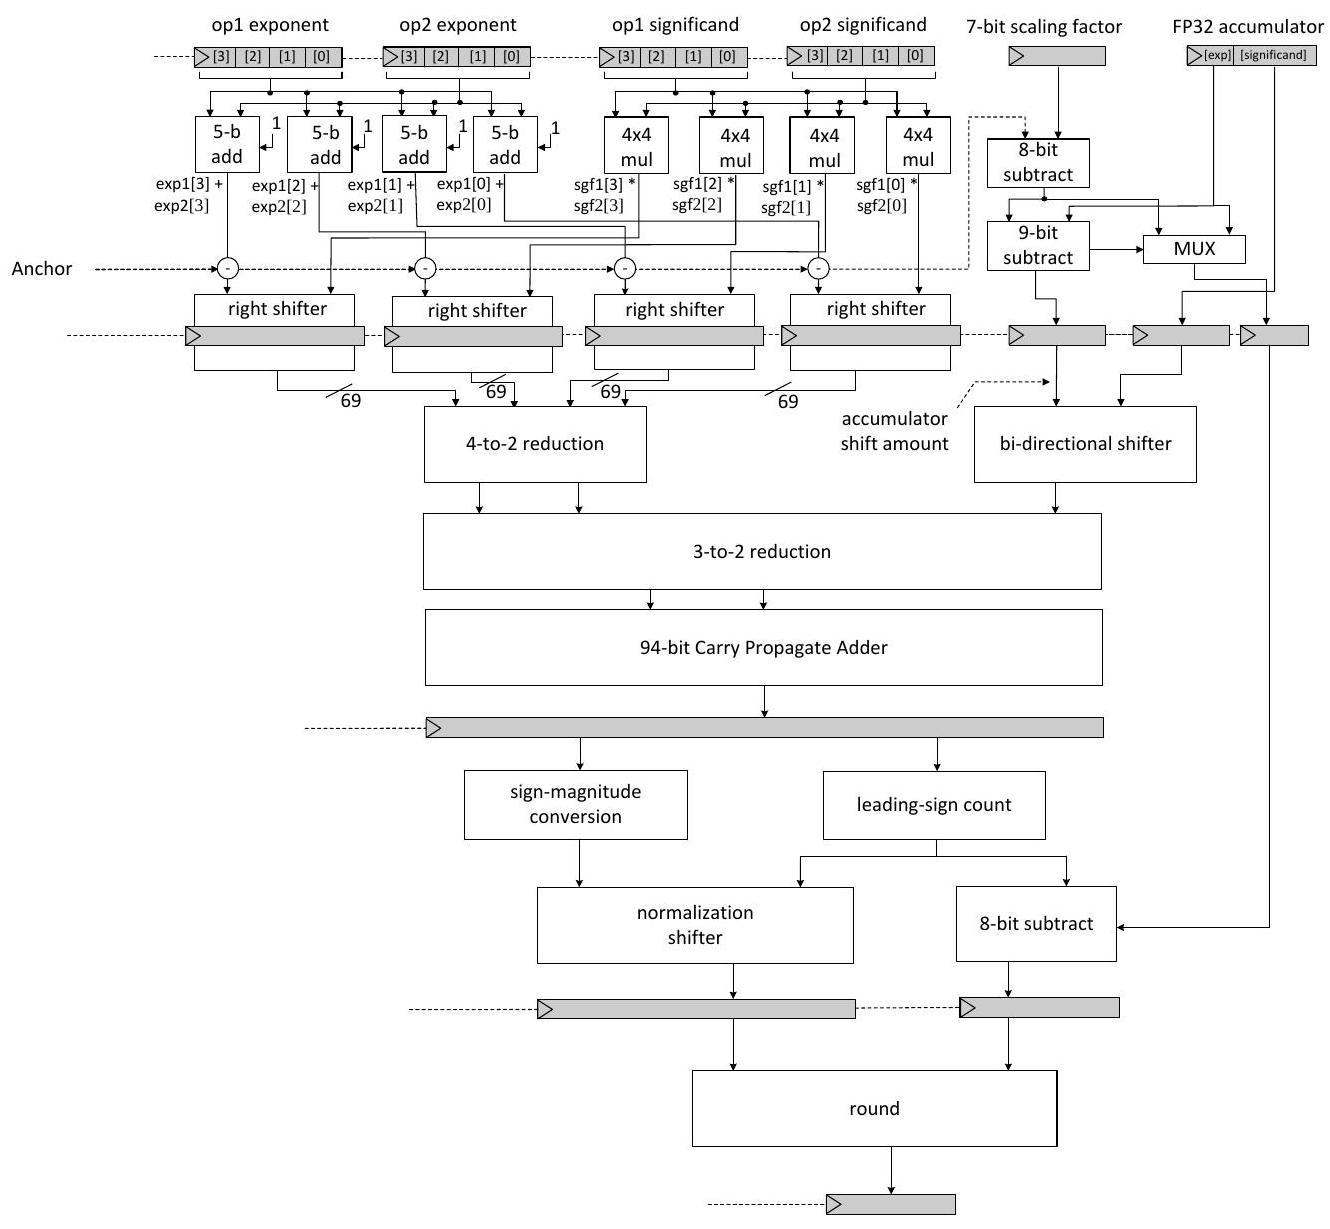 op1 exponent
op2 exponent
op1 significand
op2 significand
7-bit scaling factor
FP32 accumulator
[3] [2] [1] [0]
[3] [2] [1] [0]
[3] [2] [1] [0]
[3] [2] [1] [0]
[exp] [significand]
5-b
add
1
5-b
add
1
5-b
add
1
5-b
add
1
4x4
mul
4x4
mul
4x4
mul
4x4
mul
8-bit
subtract
exp1[3] +
exp2[3]
exp1[2] +
exp2[2]
exp1[1] +
exp2[1]
exp1[0] +
exp2[0]
sgf1[3] *
sgf2[3]
sgf1[2] *
sgf2[2]
sgf1[1] *
sgf2[1]
sgf1[0] *
sgf2[0]
9-bit
subtract
MUX
Anchor
-
-
-
-
right shifter
right shifter
right shifter
right shifter
69
69
69
69
accumulator
shift amount
4-to-2 reduction
bi-directional shifter
3-to-2 reduction
94-bit Carry Propagate Adder
sign-magnitude
conversion
leading-sign count
normalization
shifter
8-bit subtract
round